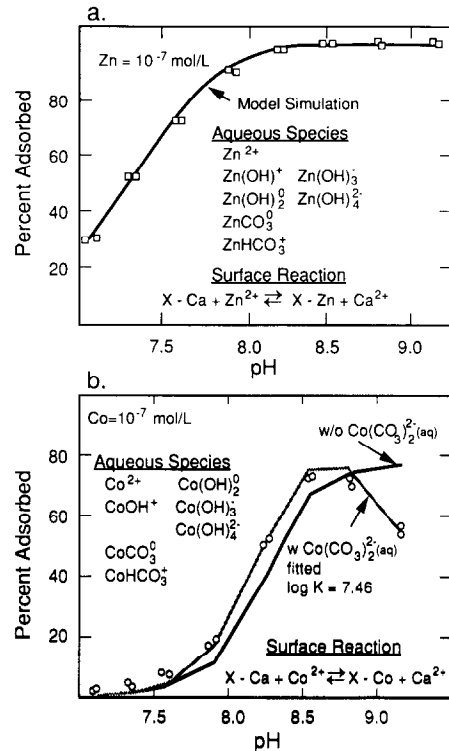 a.
Zn = 10⁻⁷ mol/L
Model Simulation
Aqueous Species
Zn²⁺
Zn(OH)⁺ Zn(OH)₃⁻
Zn(OH)₂⁰ Zn(OH)₄²⁻
ZnCO₃⁰
ZnHCO₃⁺
Surface Reaction
X - Ca + Zn²⁺ ⇄ X - Zn + Ca²⁺
Percent Adsorbed
80
60
40
20
7.5 8.0 8.5 9.0
pH
b.
Co=10⁻⁷ mol/L
w/o Co(CO₃)₂²⁻(aq)
Aqueous Species
Co²⁺ Co(OH)₂⁰
CoOH⁺ Co(OH)₃⁻
Co(OH)₄²⁻
CoCO₃⁰
CoHCO₃⁺
w Co(CO₃)₂²⁻(aq)
fitted
log K = 7.46
Surface Reaction
X - Ca + Co²⁺ ⇄ X - Co + Ca²⁺
Percent Adsorbed
80
60
40
20
0
7.5 8.0 8.5 9.0
pH